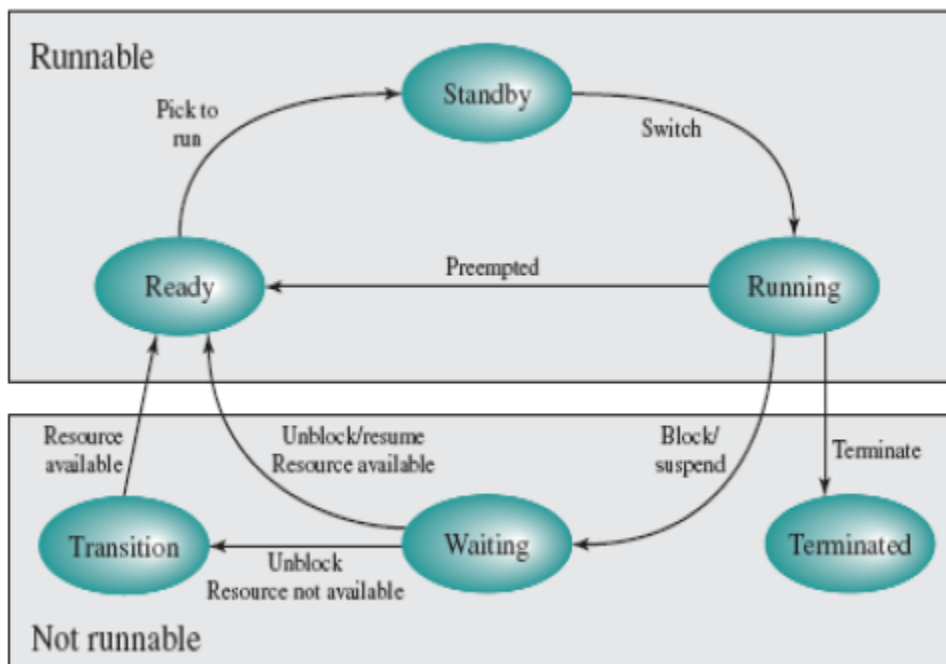 Runnable
Standby
Pick to
run
Switch
Ready
Preempted
Running
Resource
available
Unblock/resume
Resource available
Block/
suspend
Terminate
Transition
Waiting
Terminated
Unblock
Resource not available
Not runnable